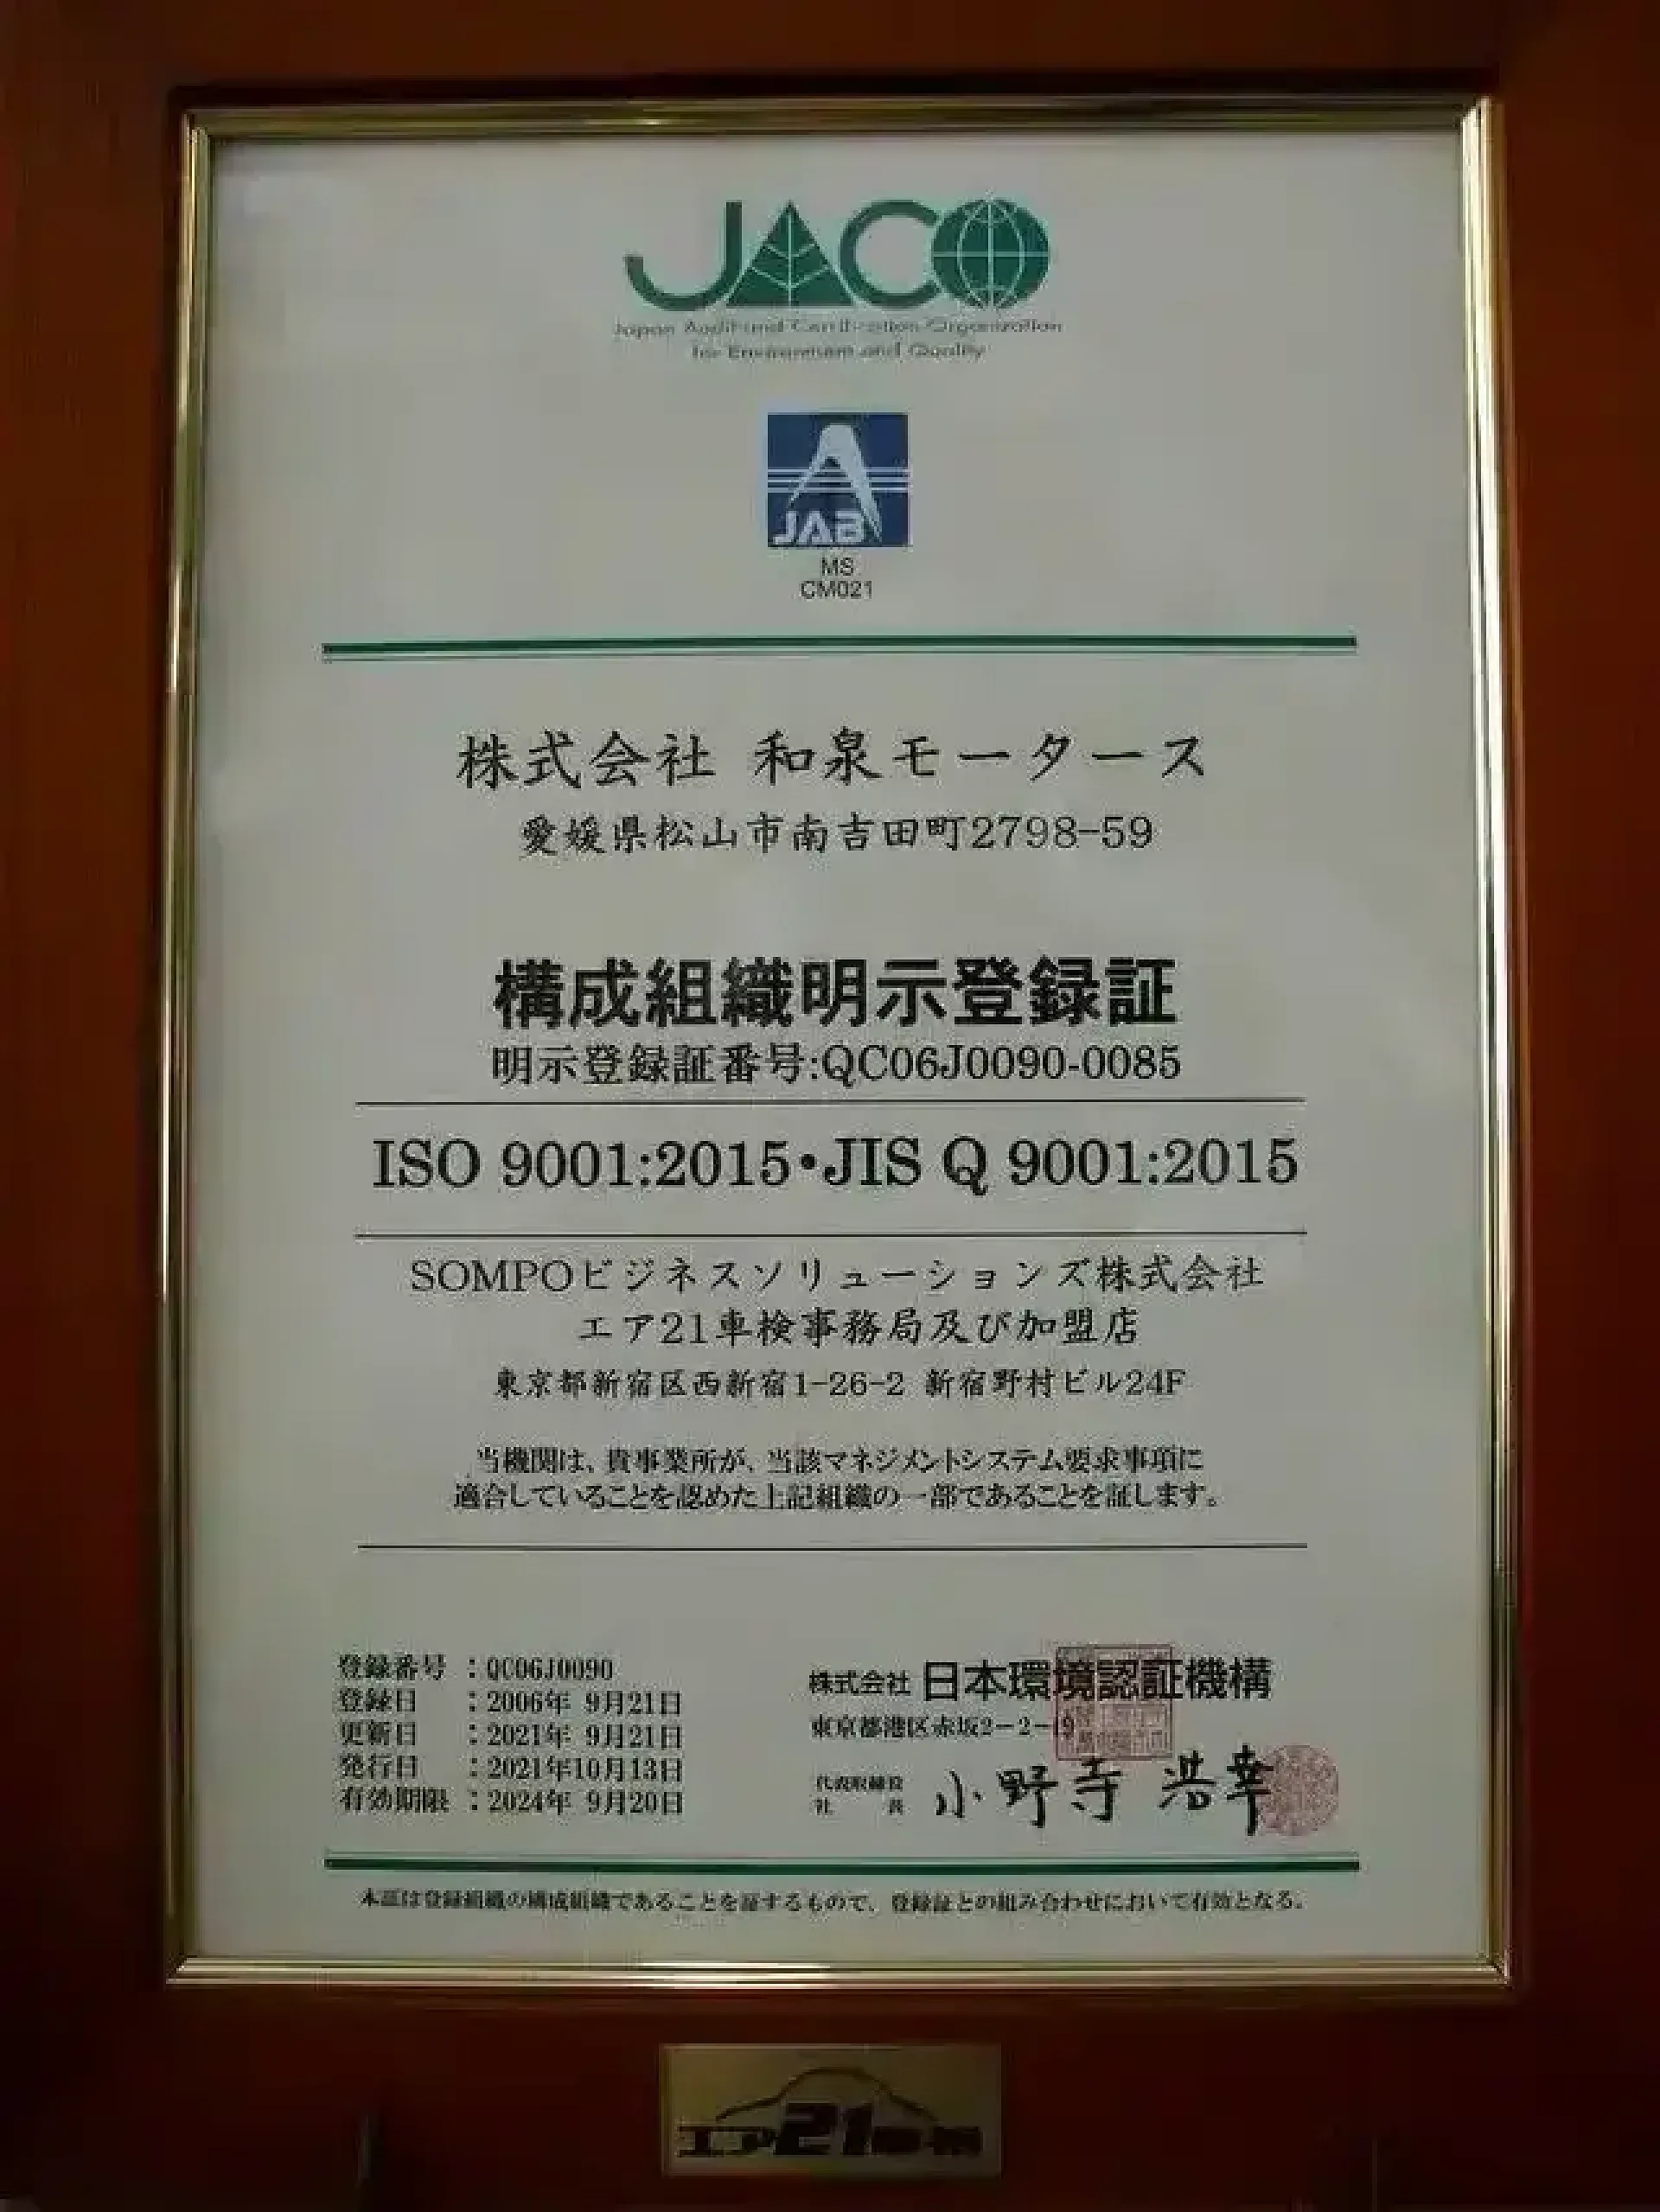 JACO
Japan Audit and Certification Organization
for Environment and Quality
JAB
MS
CM021
株式会社 和泉モータース
愛媛県松山市南吉田町2798-59
構成組織明示登録証
明示登録証番号:QC06J0090-0085
ISO 9001:2015・JIS Q 9001:2015
SOMPOビジネスソリューションズ株式会社
エア21車検事務局及び加盟店
東京都新宿区西新宿1-26-2 新宿野村ビル24F
当機関は、貴事業所が、当該マネジメントシステム要求事項に
適合していることを認めた上記組織の一部であることを証します。
登録番号 :QC06J0090
登録日 :2006年 9月21日
更新日 :2021年 9月21日
発行日 :2021年10月13日
有効期限 :2024年 9月20日
株式会社 日本環境認証機構
東京都港区赤坂2-2-19
代表取締役
社 長
小野寺 浩幸
本証は登録組織の構成組織であることを証するもので、登録証との組み合わせにおいて有効となる。
エア21車検